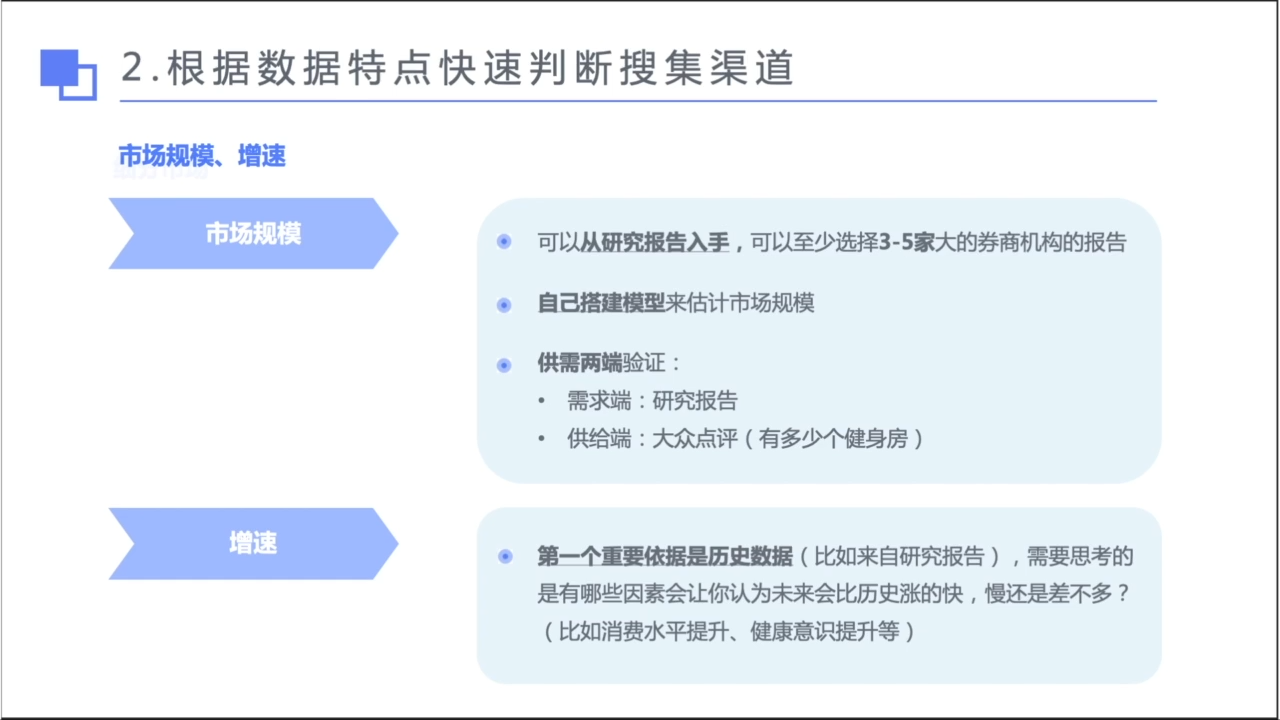 2.根据数据特点快速判断搜集渠道
市场规模、增速
市场规模
可以从研究报告入手，可以至少选择3-5家大的券商机构的报告
自己搭建模型来估计市场规模
供需两端验证：
• 需求端：研究报告
• 供给端：大众点评（有多少个健身房）
增速
第一个重要依据是历史数据（比如来自研究报告），需要思考的
是有哪些因素会让你认为未来会比历史涨的快，慢还是差不多？
（比如消费水平提升、健康意识提升等）